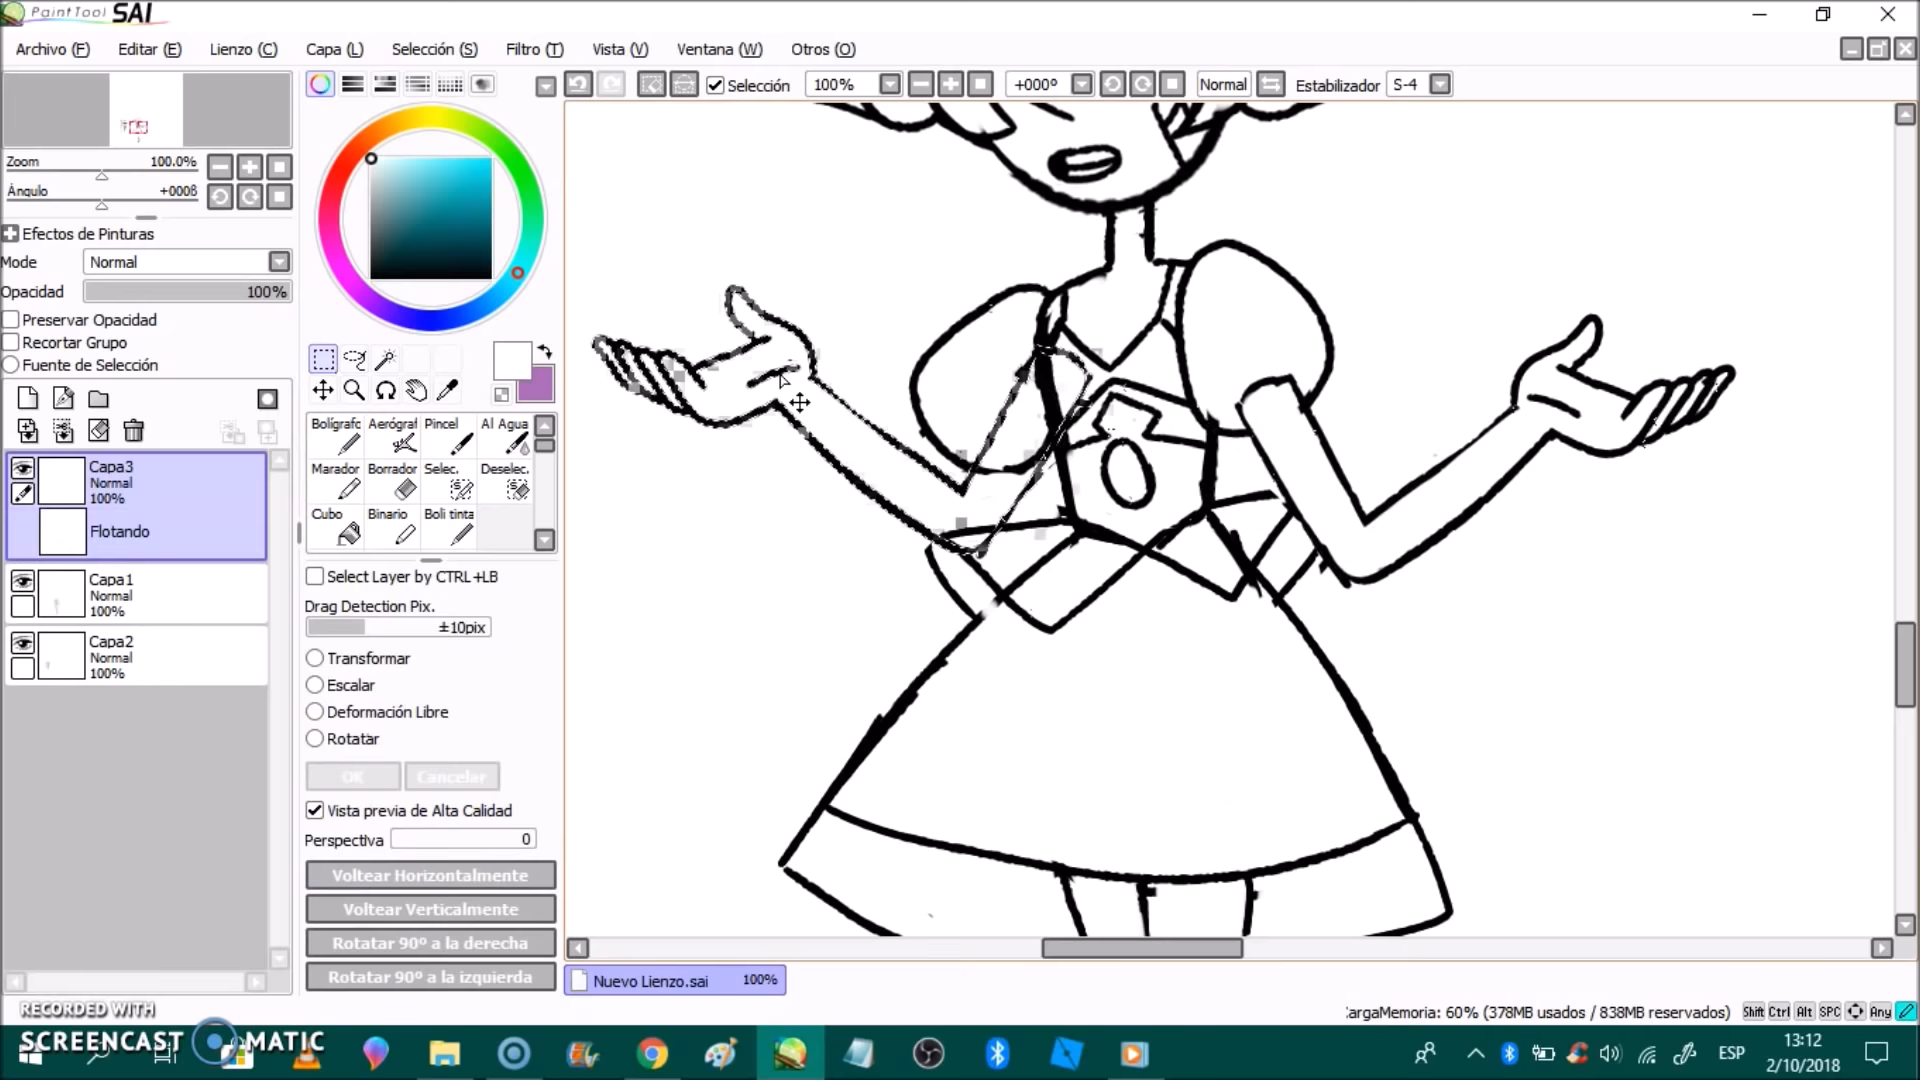 PaintTool SAI
Archivo (F) Editar (E) Lienzo (C) Capa (L) Selección (S) Filtro (T) Vista (V) Ventana (W) Otros (O)
Selección 100% +000º Normal Estabilizador S-4
Zoom 100.0%
Ángulo +000ß
Efectos de Pinturas
Mode Normal
Opacidad 100%
Preservar Opacidad
Recortar Grupo
Fuente de Selección
Capa3
Normal
100%
Flotando
Capa1
Normal
100%
Capa2
Normal
100%
Bolígrafo Aerógraf Pincel Al Agua
Marador Borrador Selec. Deselec.
Cubo Binario Boli tinta
Select Layer by CTRL+LB
Drag Detection Pix.
±10pix
Transformar
Escalar
Deformación Libre
Rotatar
OK Cancelar
Vista previa de Alta Calidad
Perspectiva 0
Voltear Horizontalmente
Voltear Verticalmente
Rotatar 90º a la derecha
Rotatar 90º a la izquierda
Nuevo Lienzo.sai 100%
argaMemoria: 60% (378MB usados / 838MB reservados) Shift Ctrl Alt SPC Any
RECORDED WITH
SCREENCAST MATIC
ESP
13:12
2/10/2018